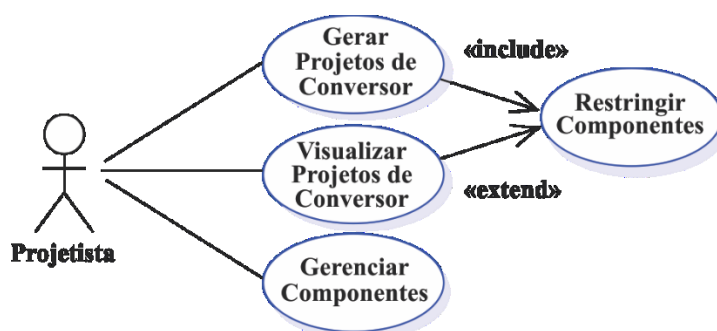 Gerar
Projetos de
Conversor
«include»
Restringir
Componentes
Visualizar
Projetos de
Conversor
«extend»
Projetista
Gerenciar
Componentes